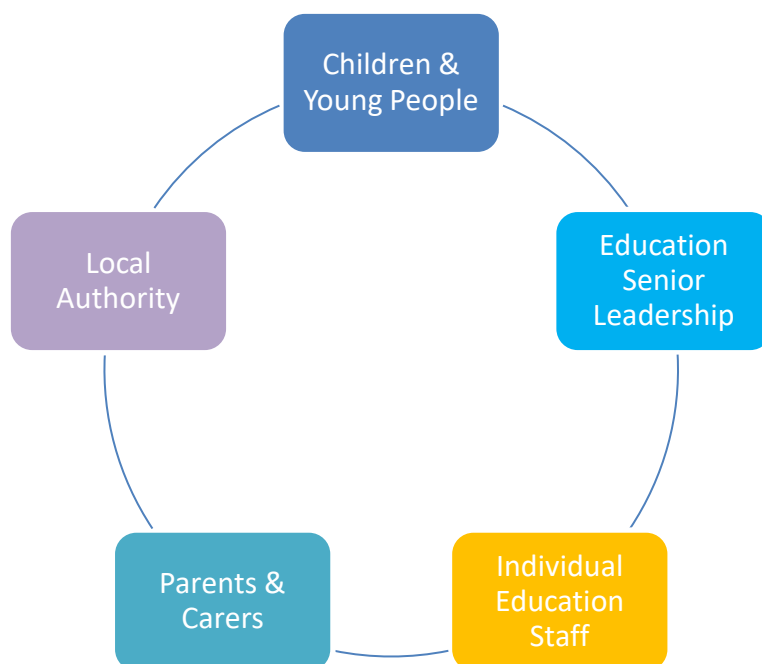 Children &
Young People
Education
Senior
Leadership
Individual
Education
Staff
Parents &
Carers
Local
Authority